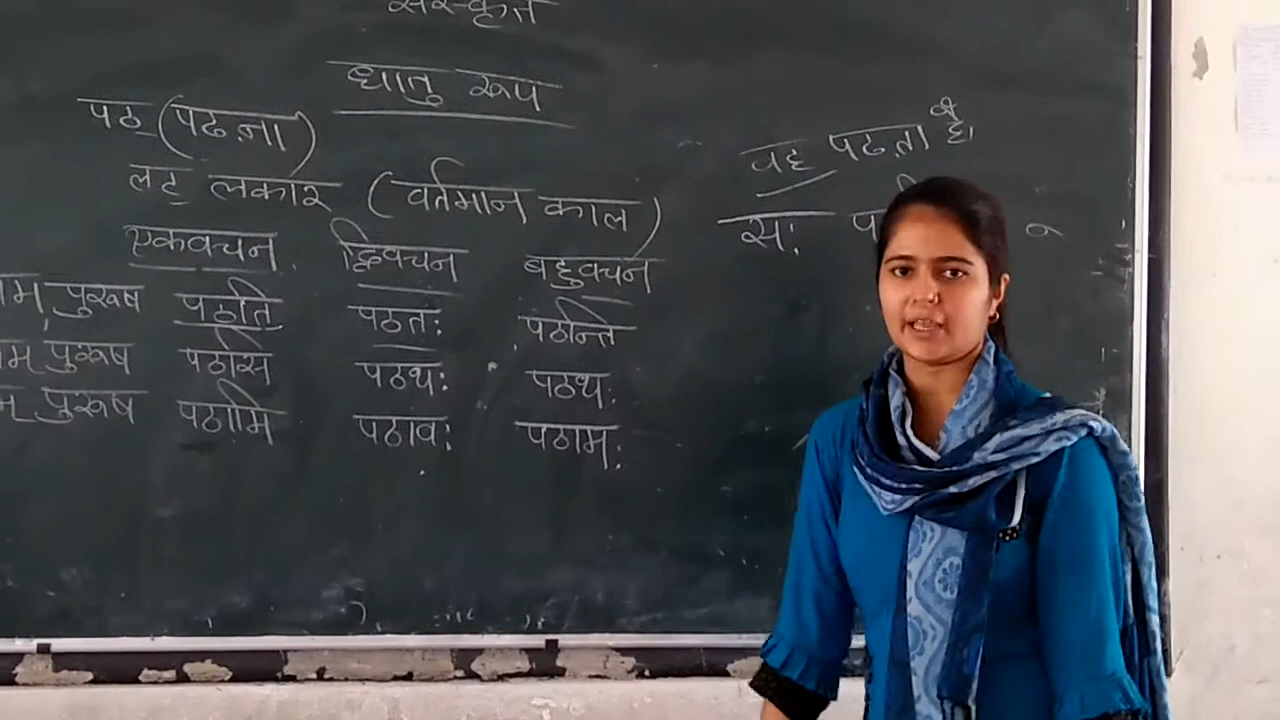 संस्कृत
धातु रूप
पठ् (पढ़ना)
लट् लकार (वर्तमान काल)
एकवचन द्विवचन बहुवचन
पुरूष पठति पठतः पठन्ति
पुरूष पठसि पठथः पठथ:
पुरूष पठामि पठावः पठामः
वह पढ़ता है।
सः